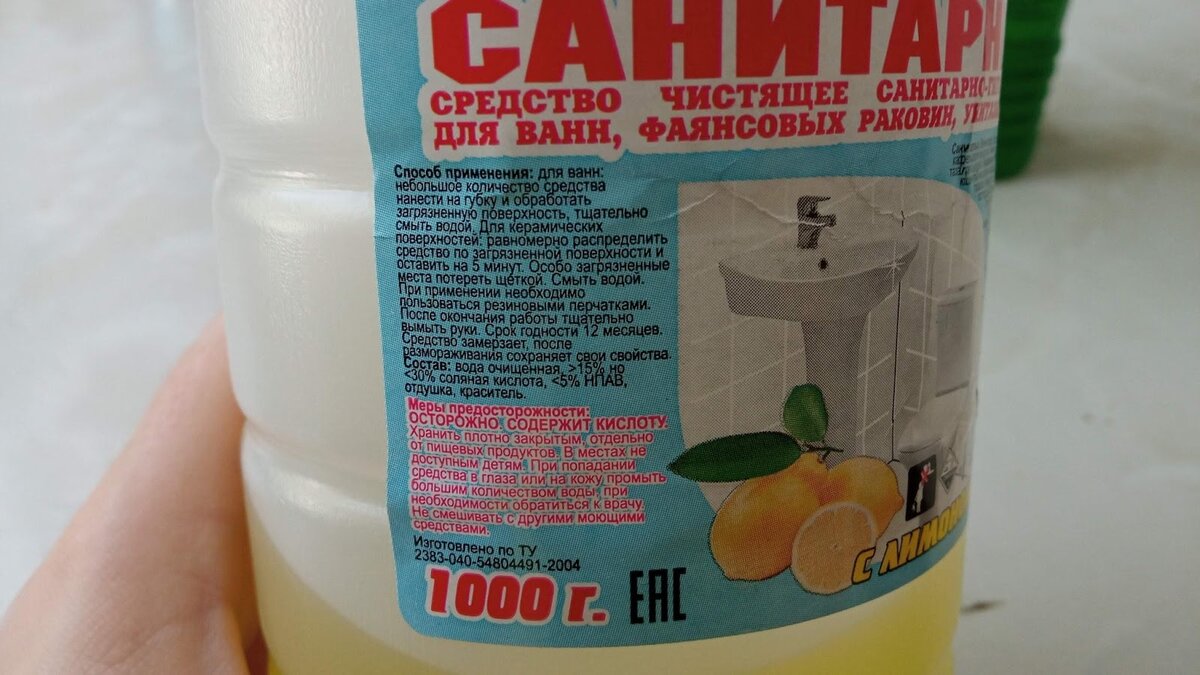 САНИТАРН
СРЕДСТВО ЧИСТЯЩЕЕ САНИТАРНО-ГИ
ДЛЯ ВАНН, ФАЯНСОВЫХ РАКОВИН,
Способ применения: для ванн:
небольшое количество средства
нанести на губку и обработать
загрязненную поверхность, тщательно
смыть водой. Для керамических
поверхностей: равномерно распределить
средство по загрязненной поверхности и
оставить на 5 минут. Особо загрязненные
места потереть щёткой. Смыть водой.
При применении необходимо
пользоваться резиновыми перчатками.
После окончания работы тщательно
вымыть руки. Срок годности 12 месяцев.
Средство замерзает, после
размораживания сохраняет свои свойства.
Состав: вода очищенная, >15% но
<30% соляная кислота, <5% НПАВ,
отдушка, краситель.
Меры предосторожности:
ОСТОРОЖНО. СОДЕРЖИТ КИСЛОТУ.
Хранить плотно закрытым, отдельно
от пищевых продуктов. В местах не
доступным детям. При попадании
средства в глаза или на кожу промыть
большим количеством воды, при
необходимости обратиться к врачу.
Не смешивать с другими моющими
средствами.
Изготовлено по ТУ
2383-040-54804491-2004
1000 г. ЕАС
С ЛИМОН